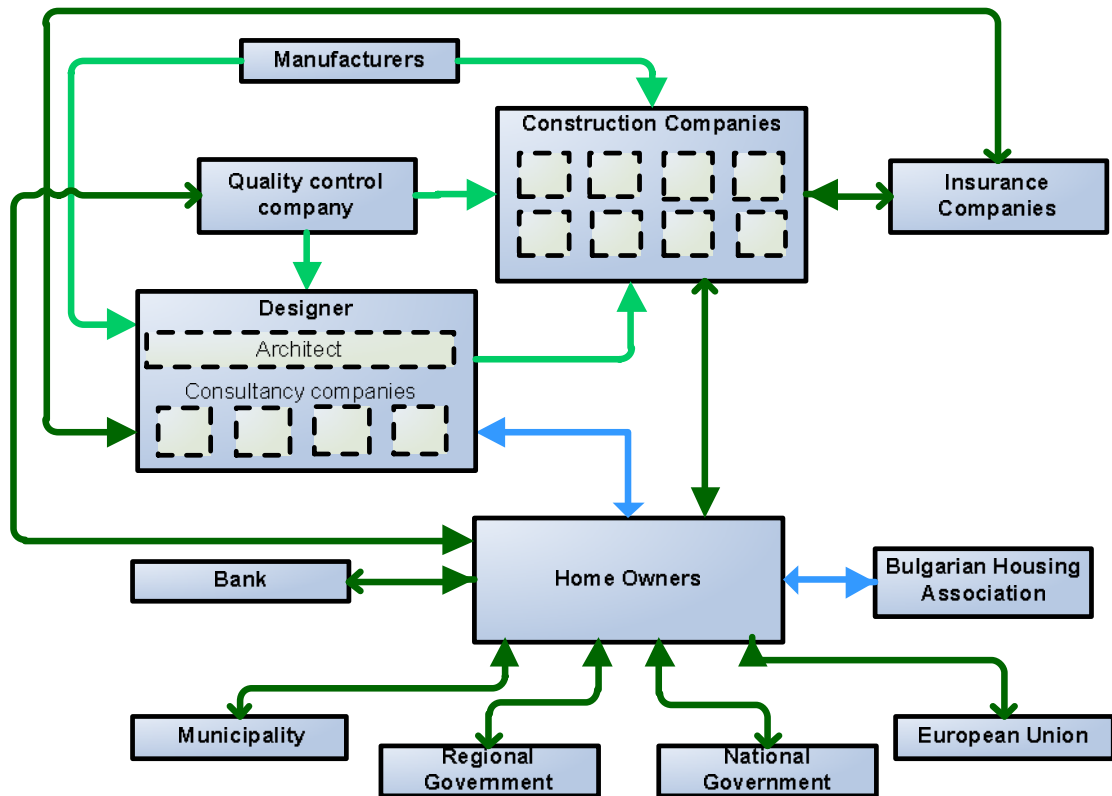 Manufacturers
Construction Companies
Quality control
company
Insurance
Companies
Designer
Architect
Consultancy companies
Bank
Home Owners
Bulgarian Housing
Association
Municipality
Regional
Government
National
Government
European Union